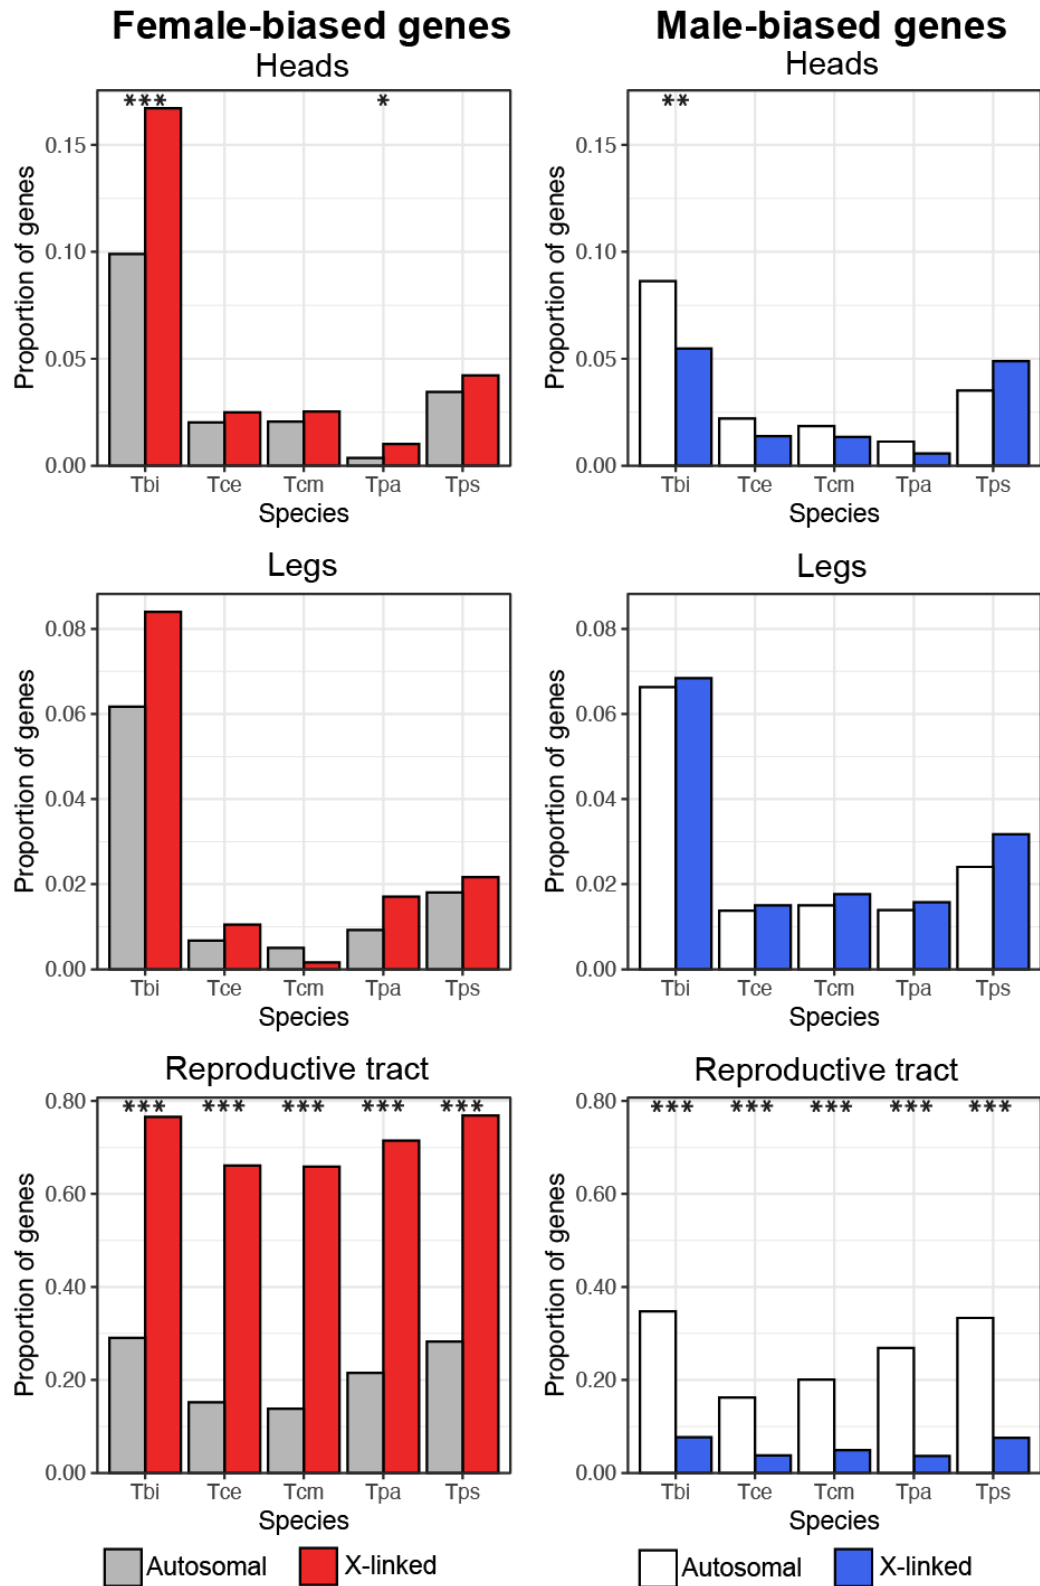 Female-biased genes
Male-biased genes
Heads
Heads
*** *
**
Proportion of genes
0.15
0.10
0.05
0.00
Tbi Tce Tcm Tpa Tps
Species
Proportion of genes
0.15
0.10
0.05
0.00
Tbi Tce Tcm Tpa Tps
Species
Legs
Legs
Proportion of genes
0.08
0.06
0.04
0.02
0.00
Tbi Tce Tcm Tpa Tps
Species
Proportion of genes
0.08
0.06
0.04
0.02
0.00
Tbi Tce Tcm Tpa Tps
Species
Reproductive tract
Reproductive tract
*** *** *** *** ***
*** *** *** *** ***
Proportion of genes
0.80
0.60
0.40
0.20
0.00
Tbi Tce Tcm Tpa Tps
Species
Proportion of genes
0.80
0.60
0.40
0.20
0.00
Tbi Tce Tcm Tpa Tps
Species
Autosomal X-linked
Autosomal X-linked